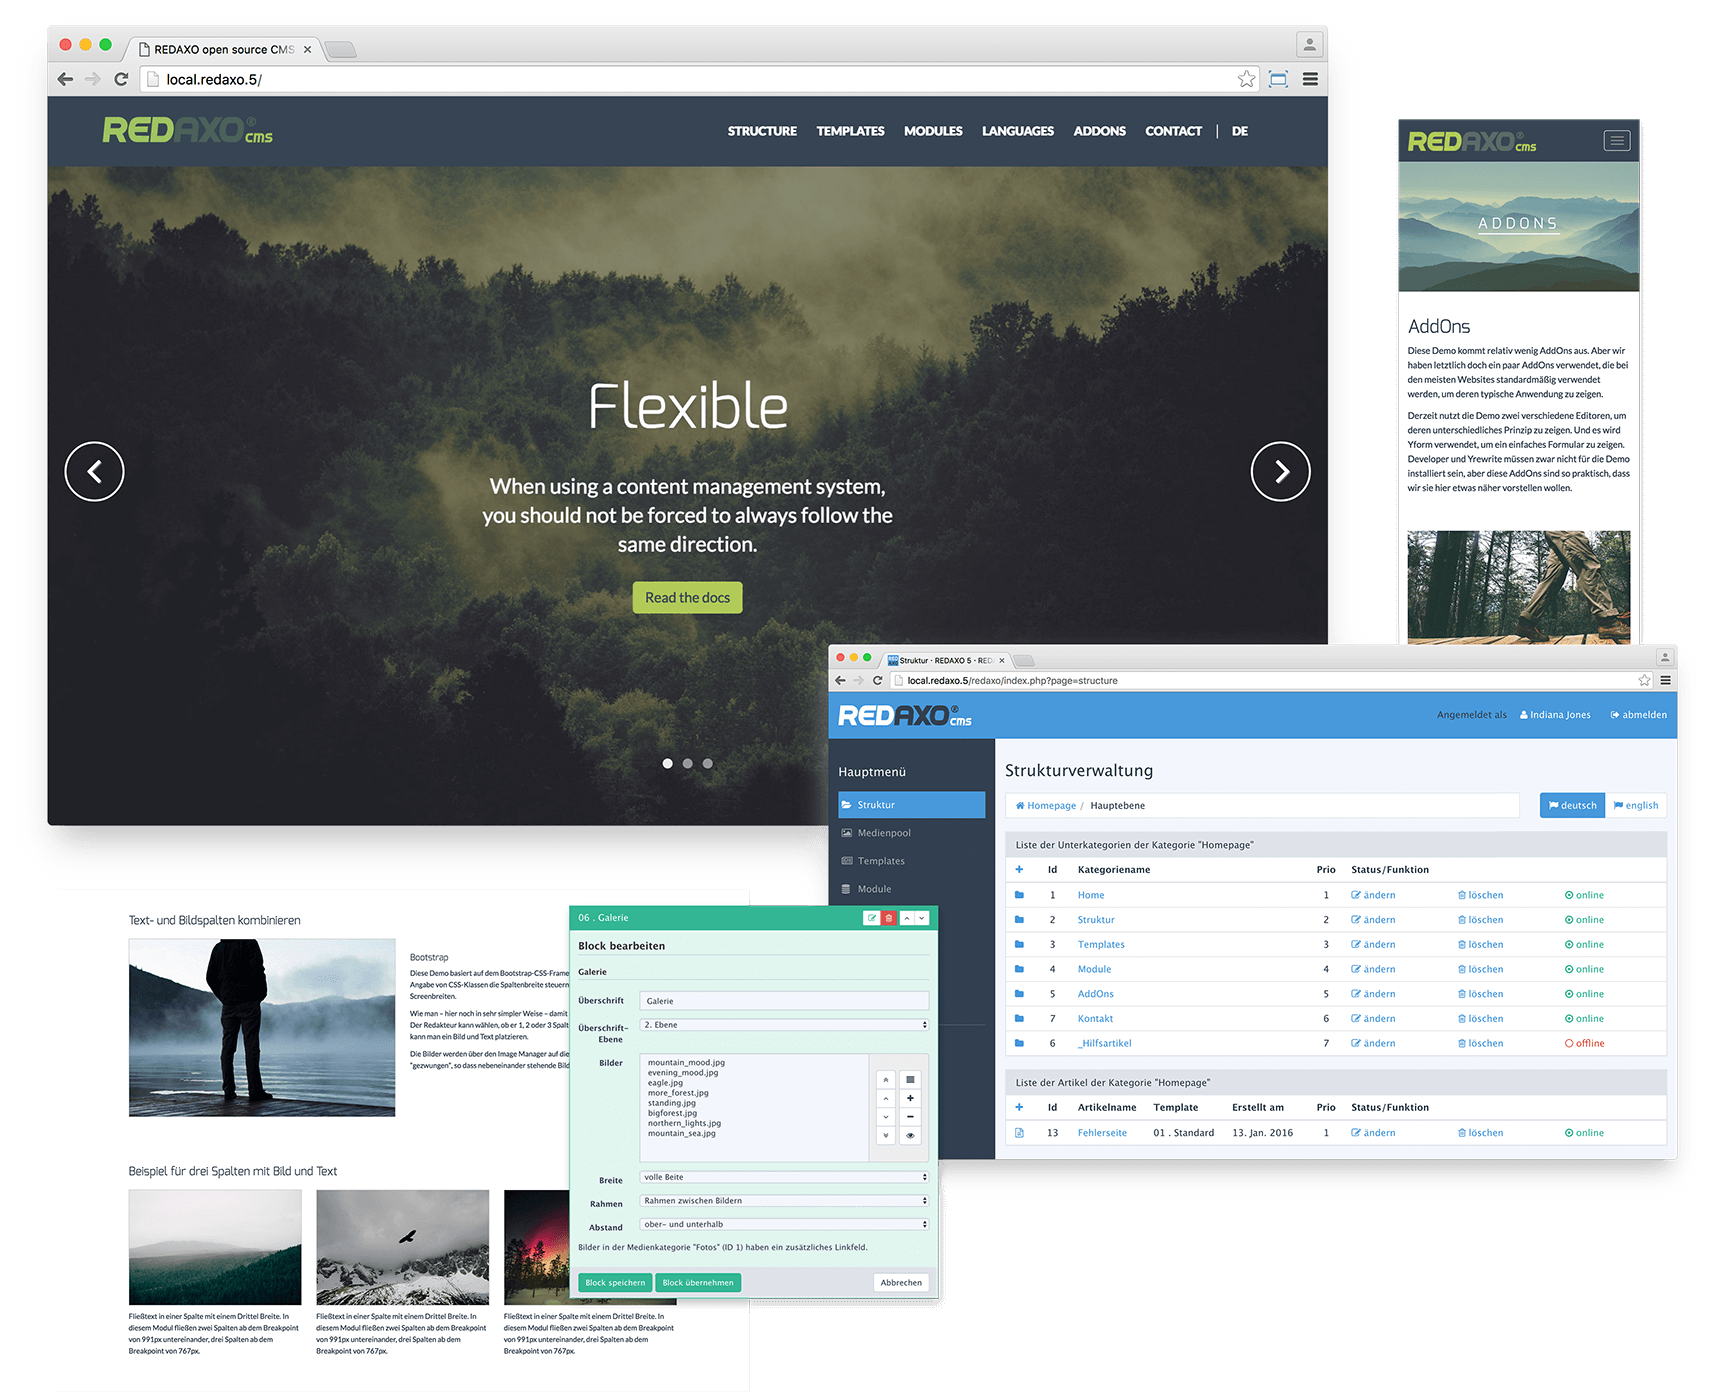 REDAXO open source CMS
local.redaxo.5/
REDAXO® cms
STRUCTURE TEMPLATES MODULES LANGUAGES ADDONS CONTACT | DE
Flexible
When using a content management system,
you should not be forced to always follow the
same direction.
Read the docs
REDAXO® cms
ADDONS
AddOns
Diese Demo kommt relativ wenig AddOns aus. Aber wir
haben letztlich doch ein paar AddOns verwendet, die bei
den meisten Websites standardmäßig verwendet
werden, um deren typische Anwendung zu zeigen.
Derzeit nutzt die Demo zwei verschiedene Editoren, um
deren unterschiedliches Prinzip zu zeigen. Und es wird
Yform verwendet, um ein einfaches Formular zu zeigen.
Developer und Yrewrite müssen zwar nicht für die Demo
installiert sein, aber diese AddOns sind so praktisch, dass
wir sie hier etwas näher vorstellen wollen.
Struktur · REDAXO 5 · RED
local.redaxo.5/redaxo/index.php?page=structure
REDAXO® cms
Angemeldet als Indiana Jones abmelden
Hauptmenü
Struktur
Medienpool
Templates
Module
Strukturverwaltung
Homepage / Hauptebene
deutsch english
Liste der Unterkategorien der Kategorie "Homepage"
+ Id Kategoriename Prio Status/Funktion
1 Home 1 ändern löschen online
2 Struktur 2 ändern löschen online
3 Templates 3 ändern löschen online
4 Module 4 ändern löschen online
5 AddOns 5 ändern löschen online
7 Kontakt 6 ändern löschen online
6 _Hilfsartikel 7 ändern löschen offline
Liste der Artikel der Kategorie "Homepage"
+ Id Artikelname Template Erstellt am Prio Status/Funktion
13 Fehlerseite 01 . Standard 13. Jan. 2016 1 ändern löschen online
Text- und Bildspalten kombinieren
Bootstrap
Diese Demo basiert auf dem Bootstrap-CSS-Frame
Angabe von CSS-Klassen die Spaltenbreite steuern
Screenbreiten.
Wie man – hier noch in sehr simpler Weise – damit
Der Redakteur kann wählen, ob er 1, 2 oder 3 Spalt
kann man ein Bild und Text platzieren.
Die Bilder werden über den Image Manager auf die
"gezwungen", so dass nebeneinander stehende Bild
Beispiel für drei Spalten mit Bild und Text
Fließtext in einer Spalte mit einem Drittel Breite. In
diesem Modul fließen zwei Spalten ab dem Breakpoint
von 991px untereinander, drei Spalten ab dem
Breakpoint von 767px.
Fließtext in einer Spalte mit einem Drittel Breite. In
diesem Modul fließen zwei Spalten ab dem Breakpoint
von 991px untereinander, drei Spalten ab dem
Breakpoint von 767px.
Fließtext in einer Spalte mit einem Drittel Breite. In
diesem Modul fließen zwei Spalten ab dem Breakpoint
von 991px untereinander, drei Spalten ab dem
Breakpoint von 767px.
06 . Galerie
Block bearbeiten
Galerie
Überschrift Galerie
Überschrift-
Ebene 2. Ebene
Bilder
mountain_mood.jpg
evening_mood.jpg
eagle.jpg
more_forest.jpg
standing.jpg
bigforest.jpg
northern_lights.jpg
mountain_sea.jpg
Breite volle Beite
Rahmen Rahmen zwischen Bildern
Abstand ober- und unterhalb
Bilder in der Medienkategorie "Fotos" (ID 1) haben ein zusätzliches Linkfeld.
Block speichern Block übernehmen Abbrechen